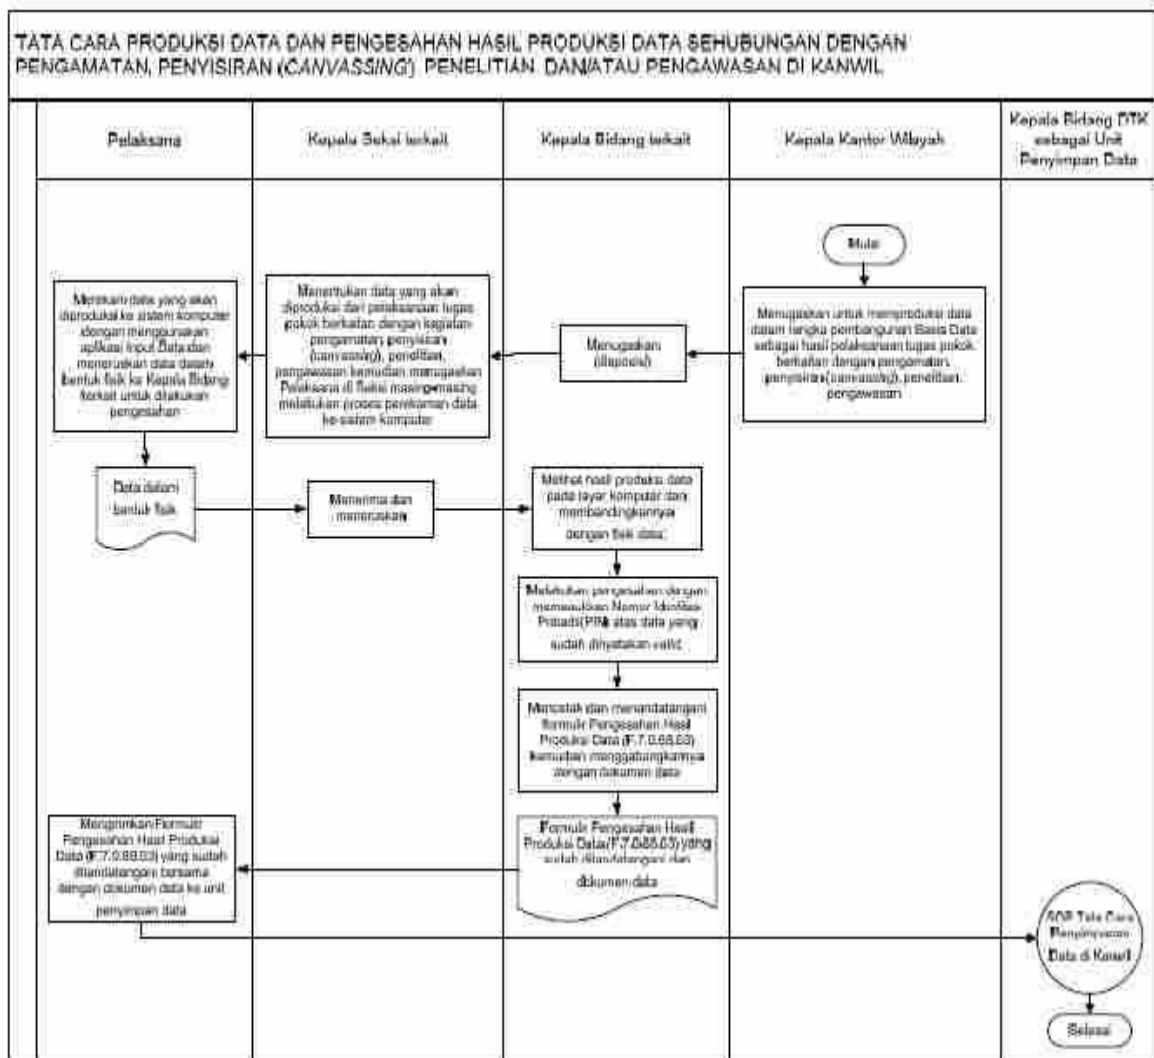 TATA CARA PRODUKSI DATA DAN PENGESAHAN HASIL PRODUKSI DATA SEHUBUNGAN DENGAN
PENGAMATAN, PENYISIRAN (CANVASSING) PENELITIAN DAN/ATAU PENGAWASAN DI KANWIL
Pelaksana
Kepala Seksi terkait
Kepala Bidang terkait
Kepala Kantor Wilayah
Kepala Bidang DTK
sebagai Unit
Penyimpan Data
Mulai
Menugaskan untuk memproduksi data
dalam rangka pembangunan Basis Data
sebagai hasil pelaksanaan tugas pokok
berkaitan dengan pengamatan,
penyisiran(canvassing), penelitian,
pengawasan
Menugaskan
(disposisi)
Menentukan data yang akan
diproduksi dari pelaksanaan tugas
pokok berkaitan dengan kegiatan
pengamatan, penyisiran
(canvassing), penelitian,
pengawasan kemudian menugaskan
Pelaksana di Seksi masing-masing
melakukan proses perekaman data
ke sistem komputer
Merekam data yang akan
diproduksi ke sistem komputer
dengan menggunakan
aplikasi Input Data dan
meneruskan data dalam
bentuk fisik ke Kepala Bidang
terkait untuk dilakukan
pengesahan
Data dalam
bentuk fisik
Menerima dan
meneruskan
Melihat hasil produksi data
pada layar komputer dan
membandingkannya
dengan fisik data
Melakukan pengesahan dengan
memasukkan Nomor Identitas
Pribadi(PIN) atas data yang
sudah dinyatakan valid
Mencetak dan menandatangani
formulir Pengesahan Hasil
Produksi Data (F.7.0.88.03)
kemudian menggabungkannya
dengan dokumen data
Formulir Pengesahan Hasil
Produksi Data(F.7.0.88.03) yang
sudah ditandatangani dan
dokumen data
Mengirimkan Formulir
Pengesahan Hasil Produksi
Data (F.7.0.88.03) yang sudah
ditandatangani bersama
dengan dokumen data ke unit
penyimpan data
SOP Tata Cara
Penyimpanan
Data di Kanwil
Selesai